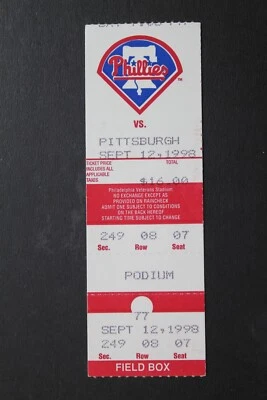 Phillies
VS.
PITTSBURGH
SEPT 12,1998
TICKET PRICE TOTAL
INCLUDES ALL
APPLICABLE
TAXES $16.00
Philadelphia Veterans Stadium
NO EXCHANGE EXCEPT AS
PROVIDED ON RAINCHECK
ADMIT ONE SUBJECT TO CONDITIONS
ON THE BACK HEREOF
STARTING TIME SUBJECT TO CHANGE
249 08 07
Sec. Row Seat
PODIUM
77
SEPT 12,1998
249 08 07
Sec. Row Seat
FIELD BOX